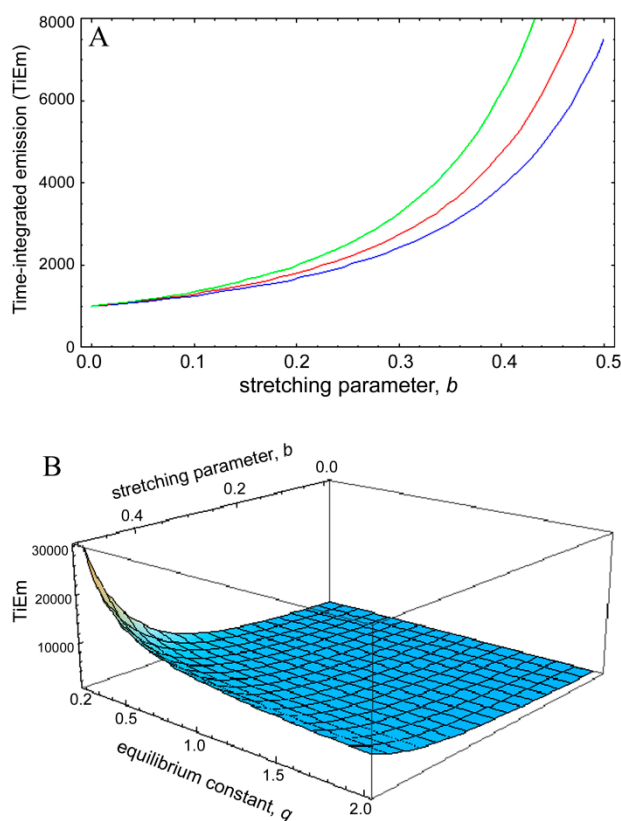 A
8000
6000
4000
2000
0
Time-integrated emission (TiEm)
0.0 0.1 0.2 0.3 0.4 0.5
stretching parameter, b
B
stretching parameter, b
0.0
0.2
0.4
30000
20000
10000
TiEm
0.2
0.5
1.0
1.5
2.0
equilibrium constant, q